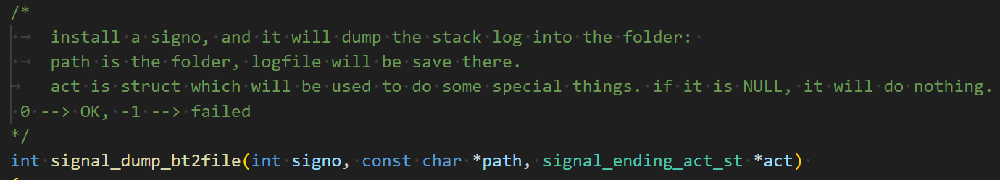 /*
install a signo, and it will dump the stack log into the folder:
path is the folder, logfile will be save there.
act is struct which will be used to do some special things. if it is NULL, it will do nothing.
0 --> OK, -1 --> failed
*/
int signal_dump_bt2file(int signo, const char *path, signal_ending_act_st *act)